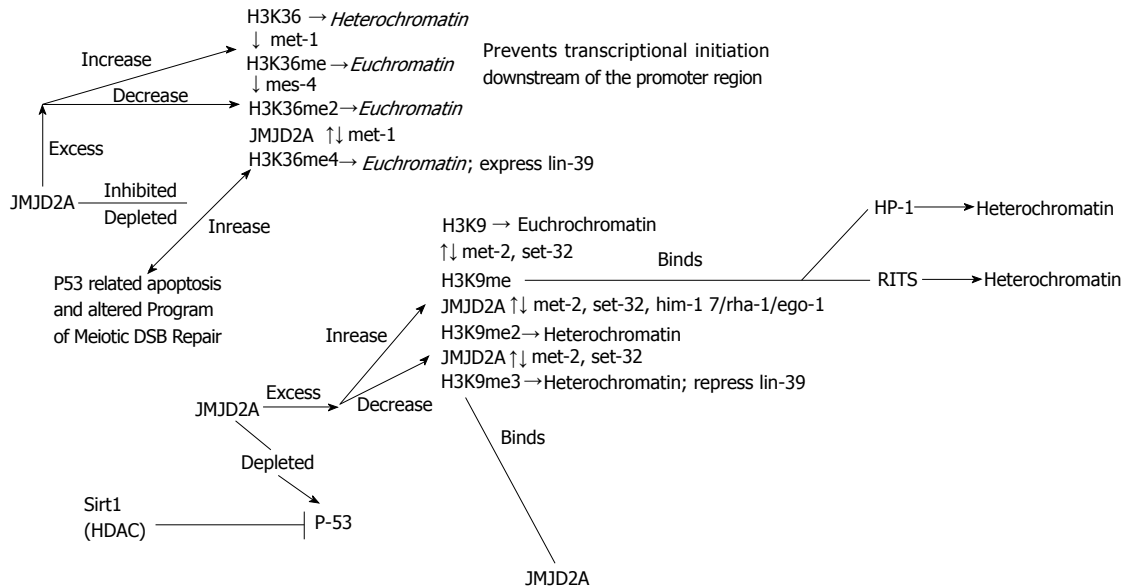 H3K36 → Heterochromatin
↓ met-1
Increase
H3K36me → Euchromatin
Prevents transcriptional initiation
downstream of the promoter region
↓ mes-4
Decrease
H3K36me2 → Euchromatin
JMJD2A ↑↓ met-1
Excess
H3K36me4 → Euchromatin; express lin-39
JMJD2A
Inhibited
Depleted
Inrease
P53 related apoptosis
and altered Program
of Meiotic DSB Repair
H3K9 → Euchrochromatin
↑↓ met-2, set-32
H3K9me
Binds
HP-1
Heterochromatin
RITS
Heterochromatin
JMJD2A ↑↓ met-2, set-32, him-1 7/rha-1/ego-1
Inrease
H3K9me2 → Heterochromatin
JMJD2A ↑↓ met-2, set-32
H3K9me3 → Heterochromatin; repress lin-39
JMJD2A
Excess
Decrease
Binds
Depleted
Sirt1
(HDAC)
P-53
JMJD2A